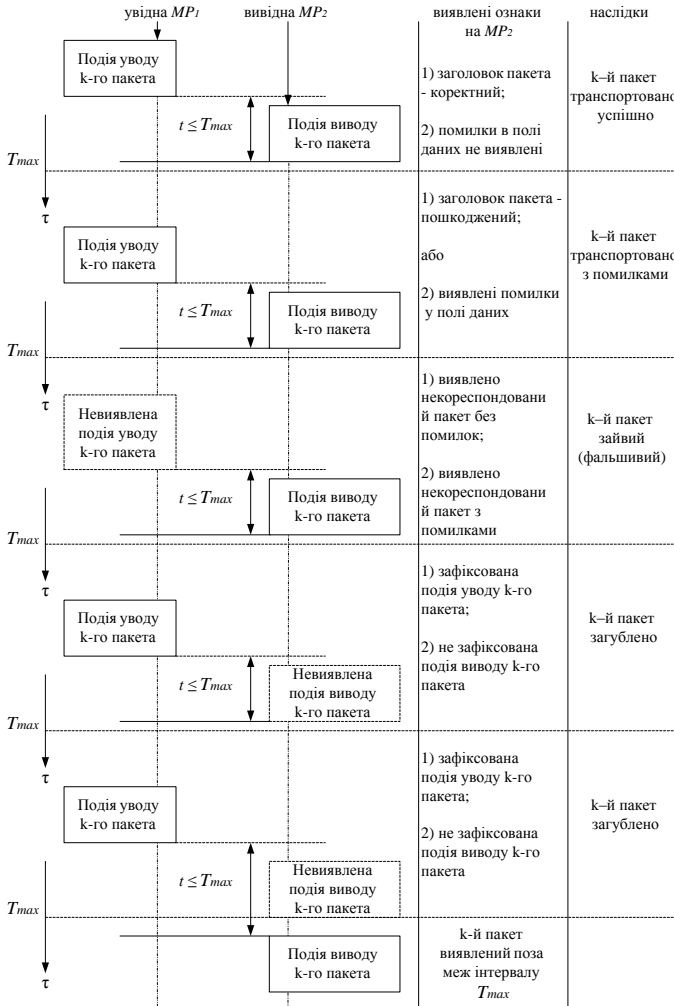 увідна MP1
вивідна MP2
виявлені ознаки
на MP2
наслідки
Подія уводу
k-го пакета
t ≤ Tmax
Подія виводу
k-го пакета
1) заголовок пакета
- коректний;
2) помилки в полі
даних не виявлені
k–й пакет
транспортовано
успішно
Tmax
τ
Подія уводу
k-го пакета
t ≤ Tmax
Подія виводу
k-го пакета
1) заголовок пакета -
пошкоджений;
або
2) виявлені помилки
у полі даних
k–й пакет
транспортовано
з помилками
Tmax
τ
Невиявлена
подія уводу
k-го пакета
t ≤ Tmax
Подія виводу
k-го пакета
1) виявлено
некореспондовани
й пакет без
помилок;
2) виявлено
некореспондовани
й пакет з
помилками
k–й пакет
зайвий
(фальшивий)
Tmax
τ
Подія уводу
k-го пакета
t ≤ Tmax
Невиявлена
подія виводу
k-го пакета
1) зафіксована
подія уводу k-го
пакета;
2) не зафіксована
подія виводу k-го
пакета
k–й пакет
загублено
Tmax
τ
Подія уводу
k-го пакета
t ≤ Tmax
Невиявлена
подія виводу
k-го пакета
1) зафіксована
подія уводу k-го
пакета;
2) не зафіксована
подія виводу k-го
пакета
k–й пакет
загублено
Tmax
τ
Подія виводу
k-го пакета
k-й пакет
виявлений поза
меж інтервалу
Tmax